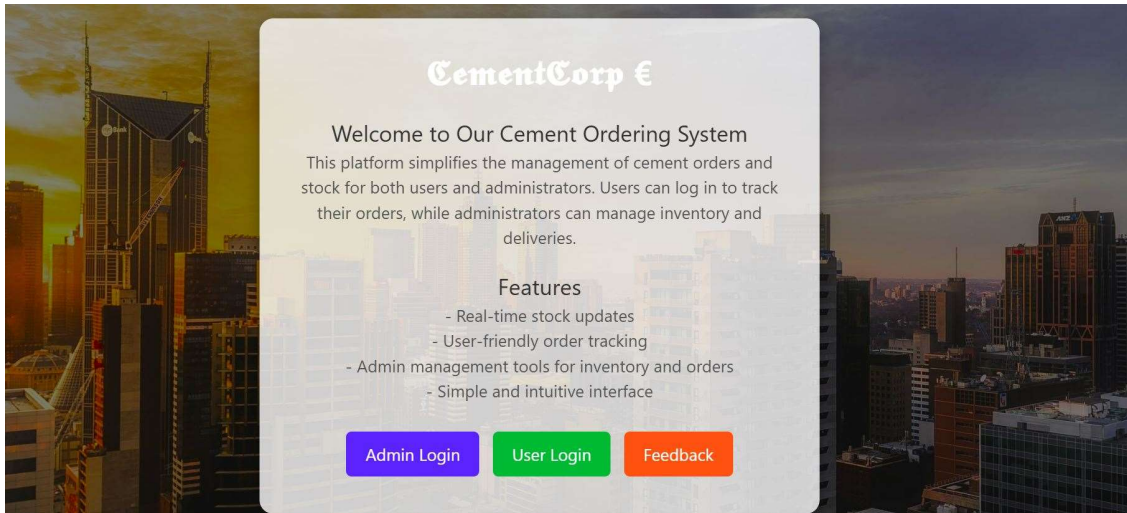 CementCorp €
Welcome to Our Cement Ordering System
This platform simplifies the management of cement orders and
stock for both users and administrators. Users can log in to track
their orders, while administrators can manage inventory and
deliveries.
Features
- Real-time stock updates
- User-friendly order tracking
- Admin management tools for inventory and orders
- Simple and intuitive interface
Admin Login
User Login
Feedback
ANZ